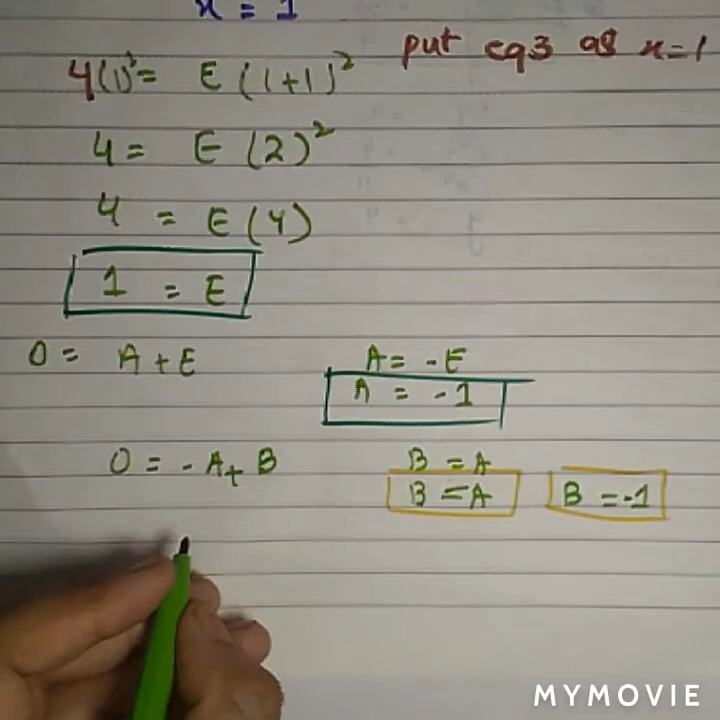 x = 1
put eq3 as x=1
4(1)² = E (1+1)²
4 = E (2)²
4 = E (4)
1 = E
0 = A + E
A = -E
A = -1
0 = -A + B
B = A
B = A
B = -1
MYMOVIE